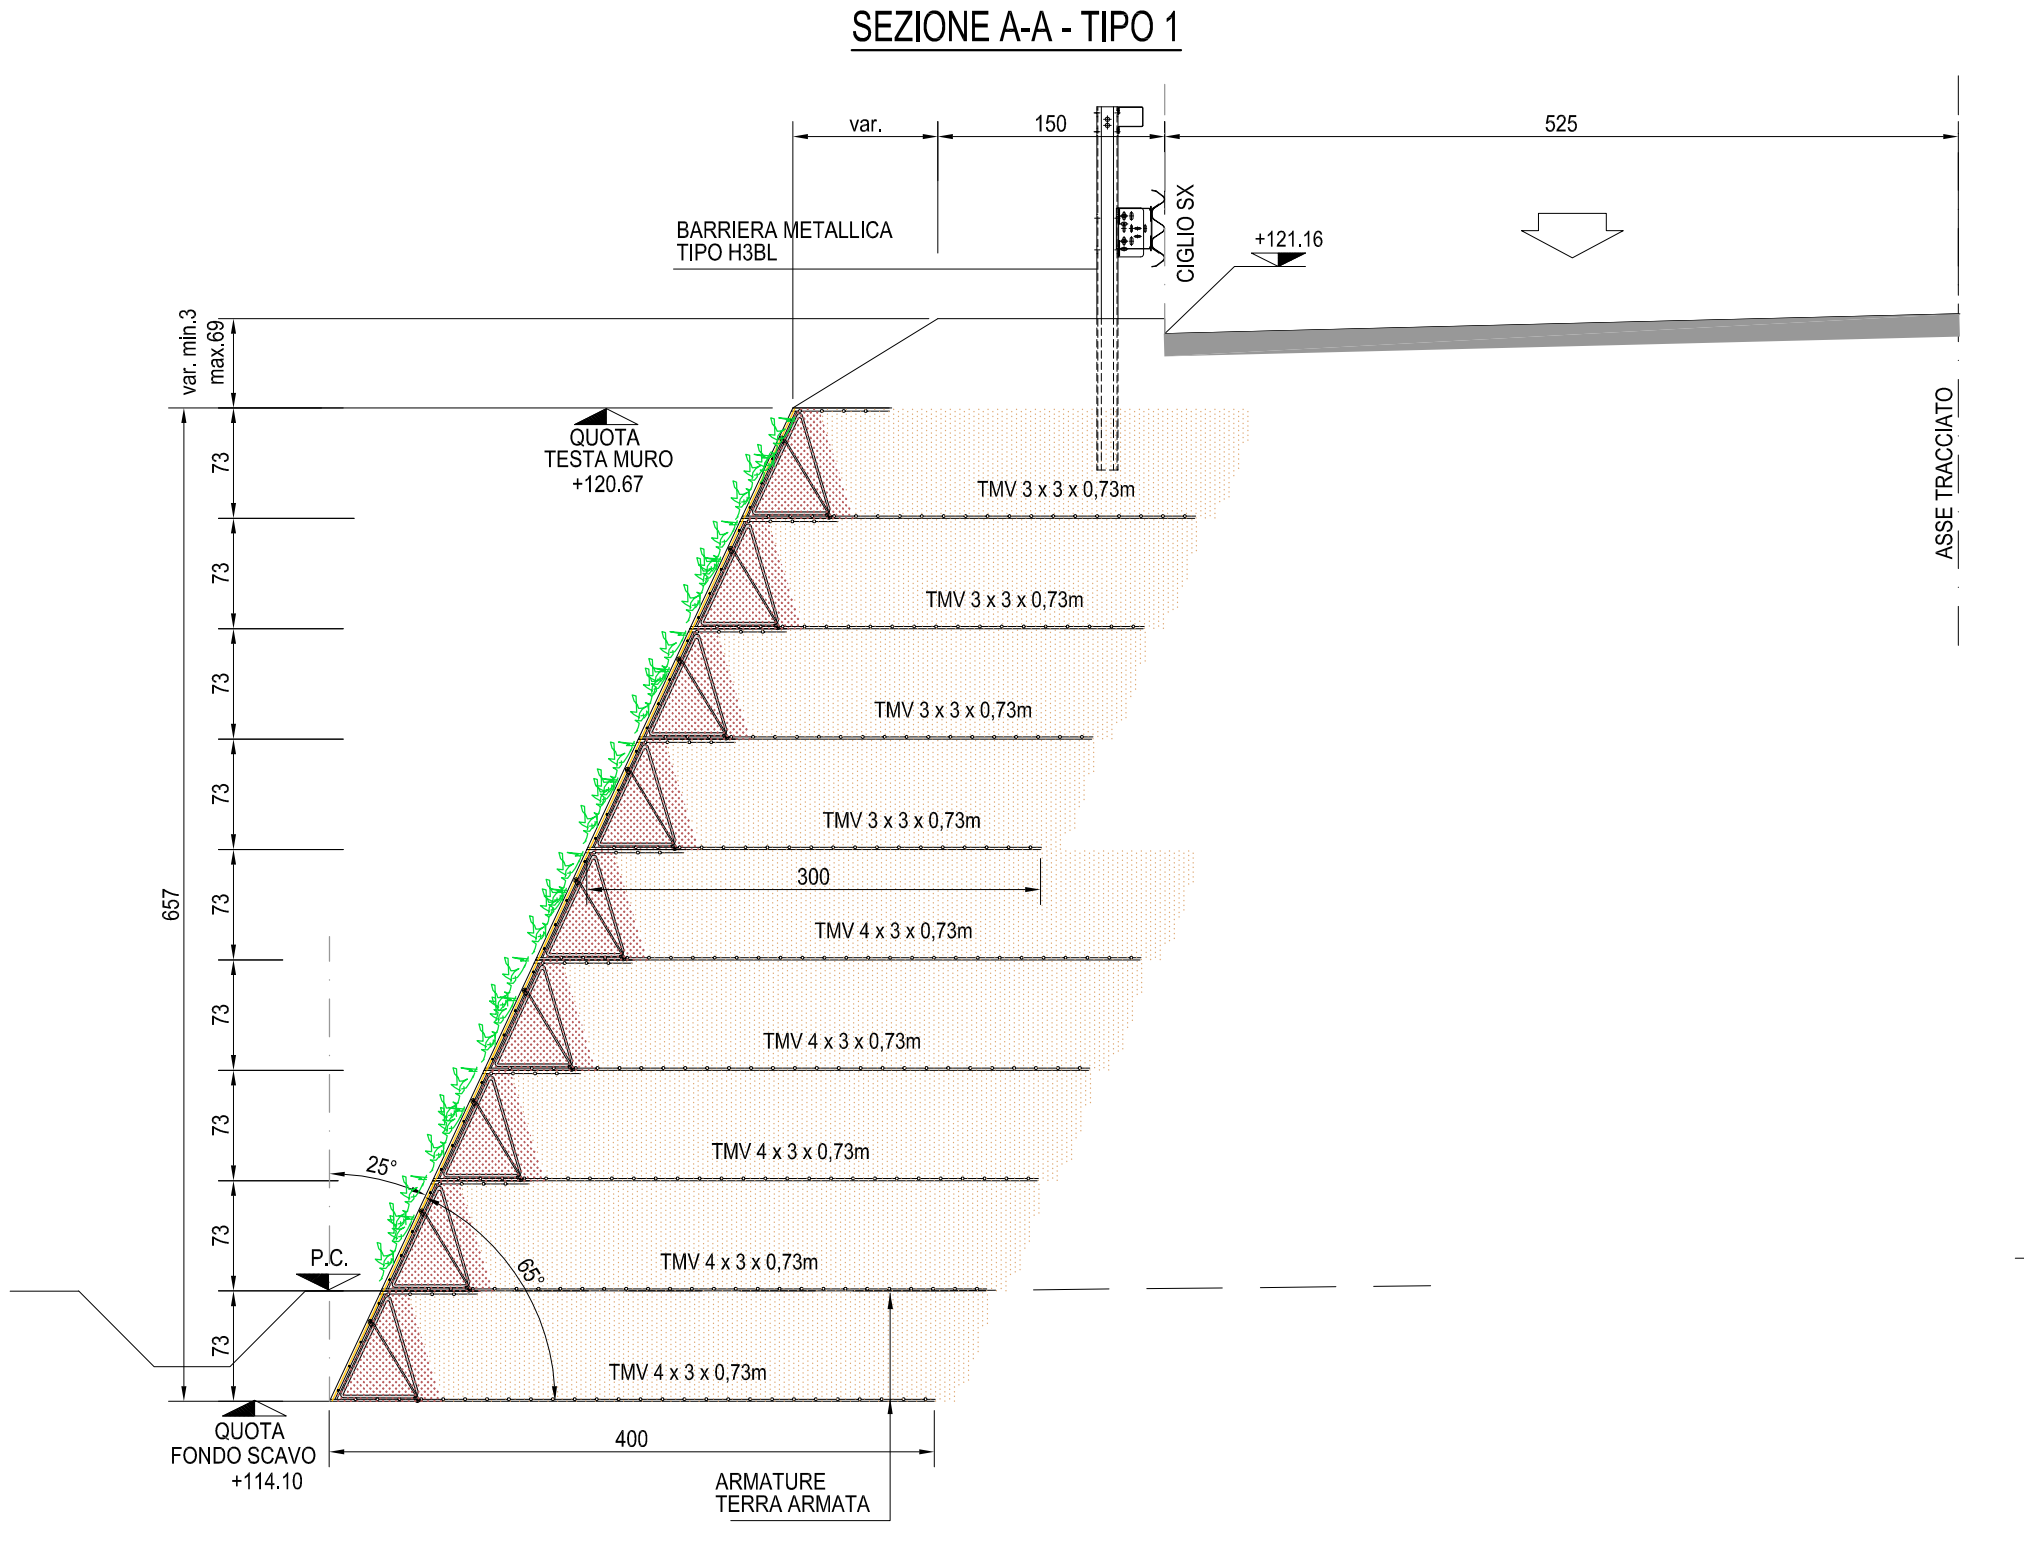 SEZIONE A-A - TIPO 1
var.
150
525
BARRIERA METALLICA
TIPO H3BL
CIGLIO SX
+121.16
var. min.3
max.69
QUOTA
TESTA MURO
+120.67
ASSE TRACCIATO
73
TMV 3 x 3 x 0,73m
73
TMV 3 x 3 x 0,73m
73
TMV 3 x 3 x 0,73m
73
TMV 3 x 3 x 0,73m
300
657
73
TMV 4 x 3 x 0,73m
73
TMV 4 x 3 x 0,73m
73
TMV 4 x 3 x 0,73m
25°
73
65°
P.C.
TMV 4 x 3 x 0,73m
73
TMV 4 x 3 x 0,73m
QUOTA
FONDO SCAVO
+114.10
400
ARMATURE
TERRA ARMATA